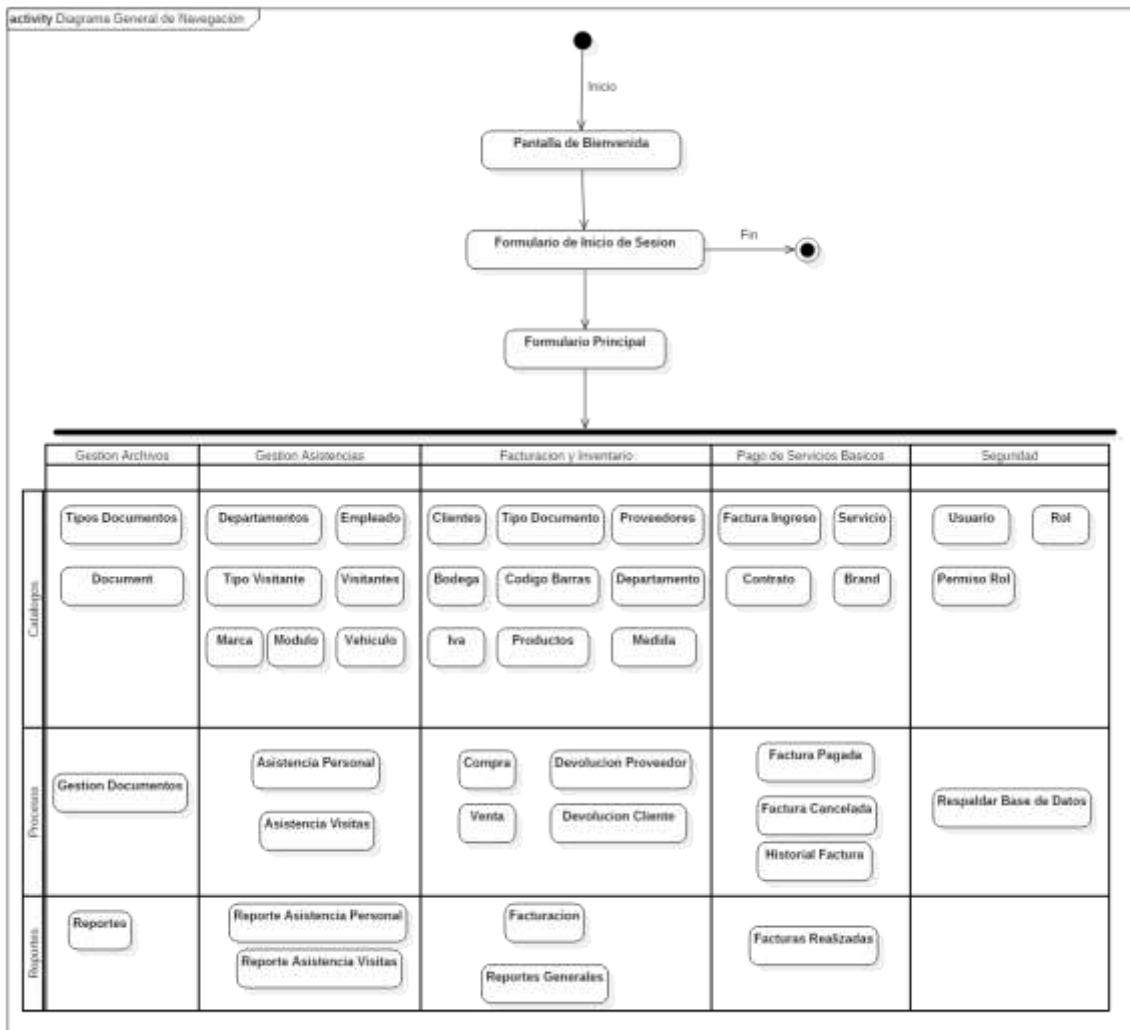 activity Diagrama General de Navegación
Inicio
Pantalla de Bienvenida
Formulario de Inicio de Sesion
Fin
Formulario Principal
Gestion Archivos
Gestion Asistencias
Facturacion y Inventario
Pago de Servicios Basicos
Seguridad
Catalogos
Tipos Documentos
Departamentos
Empleado
Clientes
Tipo Documento
Proveedores
Factura Ingreso
Servicio
Usuario
Rol
Document
Tipo Visitante
Visitantes
Bodega
Codigo Barras
Departamento
Contrato
Brand
Permiso Rol
Marca
Modulo
Vehiculo
Iva
Productos
Medida
Procesos
Gestion Documentos
Asistencia Personal
Asistencia Visitas
Compra
Devolucion Proveedor
Venta
Devolucion Cliente
Factura Pagada
Factura Cancelada
Historial Factura
Respaldar Base de Datos
Reportes
Reportes
Reporte Asistencia Personal
Reporte Asistencia Visitas
Facturacion
Reportes Generales
Facturas Realizadas